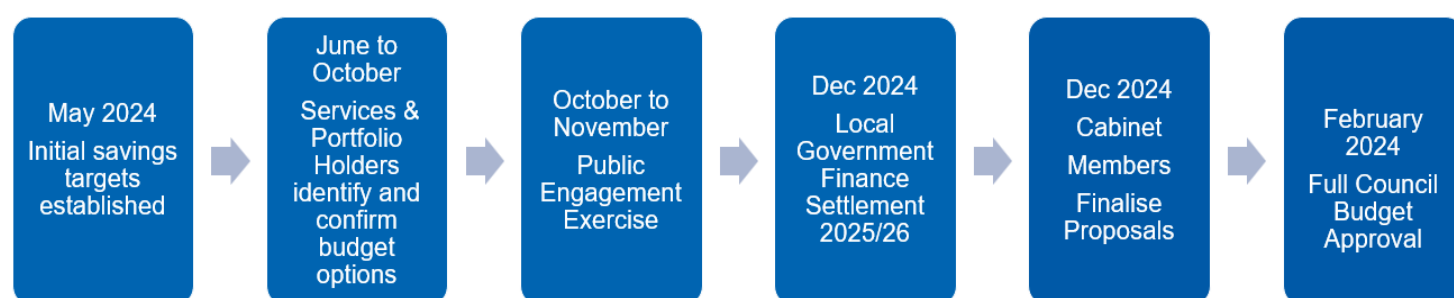 May 2024
Initial savings
targets
established
June to
October
Services &
Portfolio
Holders
identify and
confirm
budget
options
October to
November
Public
Engagement
Exercise
Dec 2024
Local
Government
Finance
Settlement
2025/26
Dec 2024
Cabinet
Members
Finalise
Proposals
February
2024
Full Council
Budget
Approval